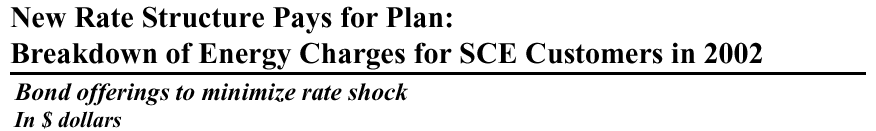 New Rate Structure Pays for Plan:
Breakdown of Energy Charges for SCE Customers in 2002
Bond offerings to minimize rate shock
In $ dollars